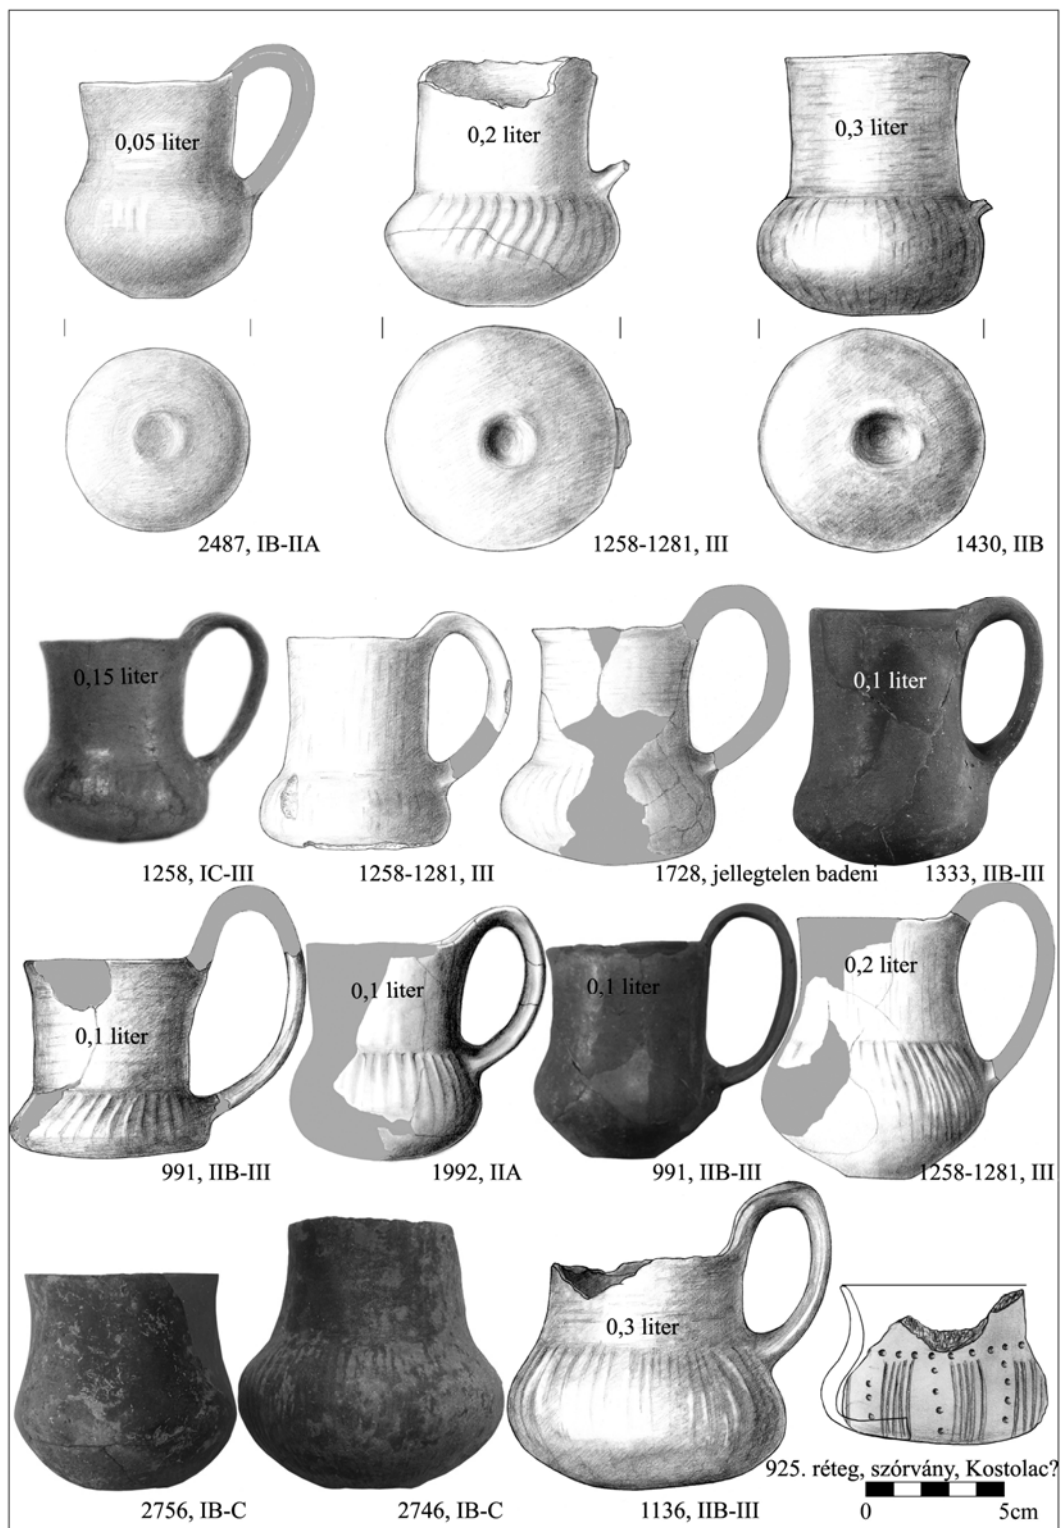 0,05 liter
0,2 liter
0,3 liter
2487, IB-IIA
1258-1281, III
1430, IIB
0,15 liter
0,1 liter
1258, IC-III
1258-1281, III
1728, jellegtelen badeni
1333, IIB-III
0,1 liter
0,1 liter
0,1 liter
0,2 liter
991, IIB-III
1992, IIA
991, IIB-III
1258-1281, III
0,3 liter
925. réteg, szórvány, Kostolac?
2756, IB-C
2746, IB-C
1136, IIB-III
0
5cm